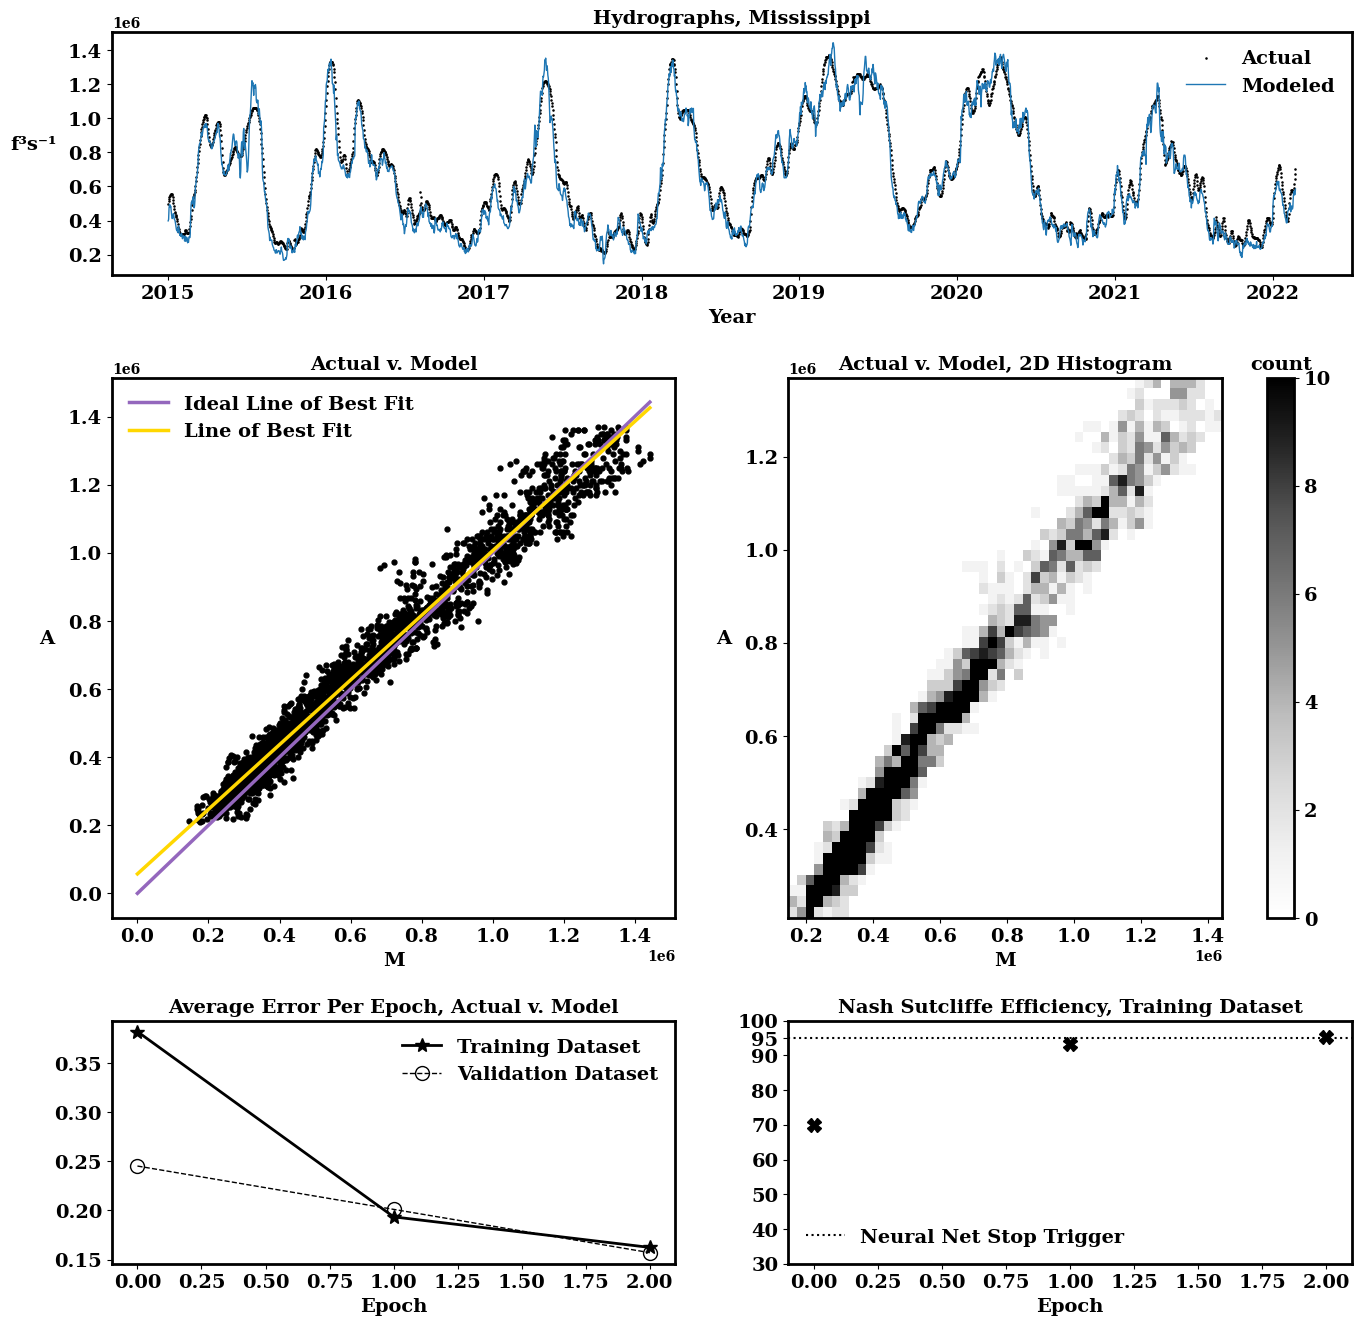 Hydrographs, Mississippi
1e6
1.4
1.2
1.0
0.8
0.6
0.4
0.2
f³s⁻¹
Actual
Modeled
2015 2016 2017 2018 2019 2020 2021 2022
Year
Actual v. Model
1e6
Ideal Line of Best Fit
Line of Best Fit
1.4
1.2
1.0
0.8
0.6
0.4
0.2
0.0
A
0.0 0.2 0.4 0.6 0.8 1.0 1.2 1.4
1e6
M
Actual v. Model, 2D Histogram
1e6
1.2
1.0
0.8
0.6
0.4
A
0.2 0.4 0.6 0.8 1.0 1.2 1.4
1e6
M
count
10
8
6
4
2
0
Average Error Per Epoch, Actual v. Model
Training Dataset
Validation Dataset
0.35
0.30
0.25
0.20
0.15
0.00 0.25 0.50 0.75 1.00 1.25 1.50 1.75 2.00
Epoch
Nash Sutcliffe Efficiency, Training Dataset
100
95
90
80
70
60
50
40
30
Neural Net Stop Trigger
0.00 0.25 0.50 0.75 1.00 1.25 1.50 1.75 2.00
Epoch